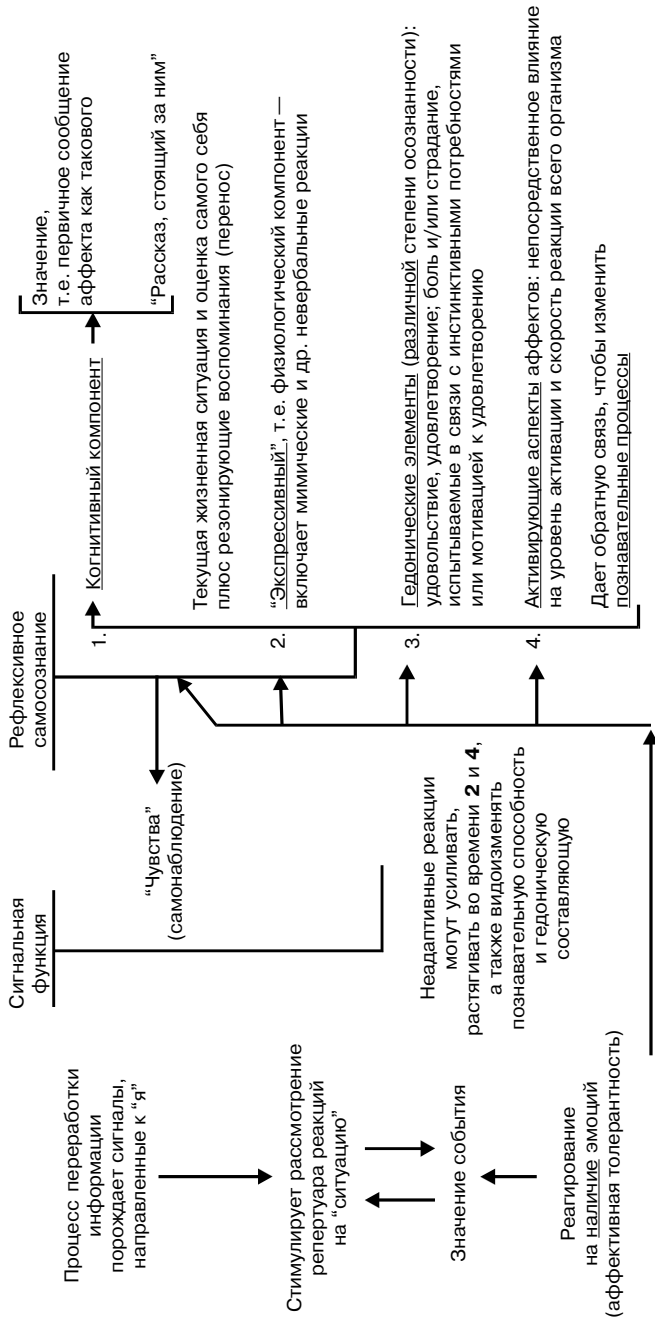 Процесс переработки
информации
порождает сигналы,
направленные к “я”
Стимулирует рассмотрение
репертуара реакций
на “ситуацию”
Значение события
Реагирование
на наличие эмоций
(аффективная толерантность)
Сигнальная
функция
“Чувства”
(самонаблюдение)
Неадаптивные реакции
могут усиливать,
растягивать во времени 2 и 4,
а также видоизменять
познавательную способность
и гедоническую
составляющую
Рефлексивное
самосознание
1. Когнитивный компонент
Значение,
т.е. первичное сообщение
аффекта как такового
“Рассказ, стоящий за ним”
Текущая жизненная ситуация и оценка самого себя
плюс резонирующие воспоминания (перенос)
2. “Экспрессивный”, т.е. физиологический компонент —
включает мимические и др. невербальные реакции
3. Гедонические элементы (различной степени осознанности):
удовольствие, удовлетворение; боль и/или страдание,
испытываемые в связи с инстинктивными потребностями
или мотивацией к удовлетворению
4. Активирующие аспекты аффектов: непосредственное влияние
на уровень активации и скорость реакции всего организма
Дает обратную связь, чтобы изменить
познавательные процессы